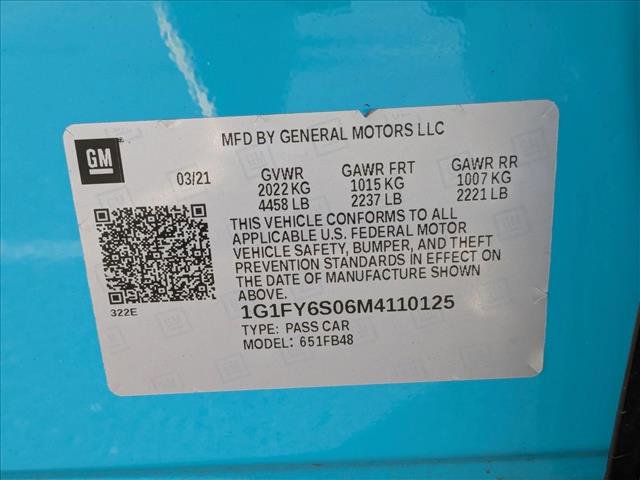 MFD BY GENERAL MOTORS LLC
GM
03/21
GVWR GAWR FRT GAWR RR
2022 KG 1015 KG 1007 KG
4458 LB 2237 LB 2221 LB
THIS VEHICLE CONFORMS TO ALL
APPLICABLE U.S. FEDERAL MOTOR
VEHICLE SAFETY, BUMPER, AND THEFT
PREVENTION STANDARDS IN EFFECT ON
THE DATE OF MANUFACTURE SHOWN
ABOVE.
322E
1G1FY6S06M4110125
TYPE: PASS CAR
MODEL: 651FB48